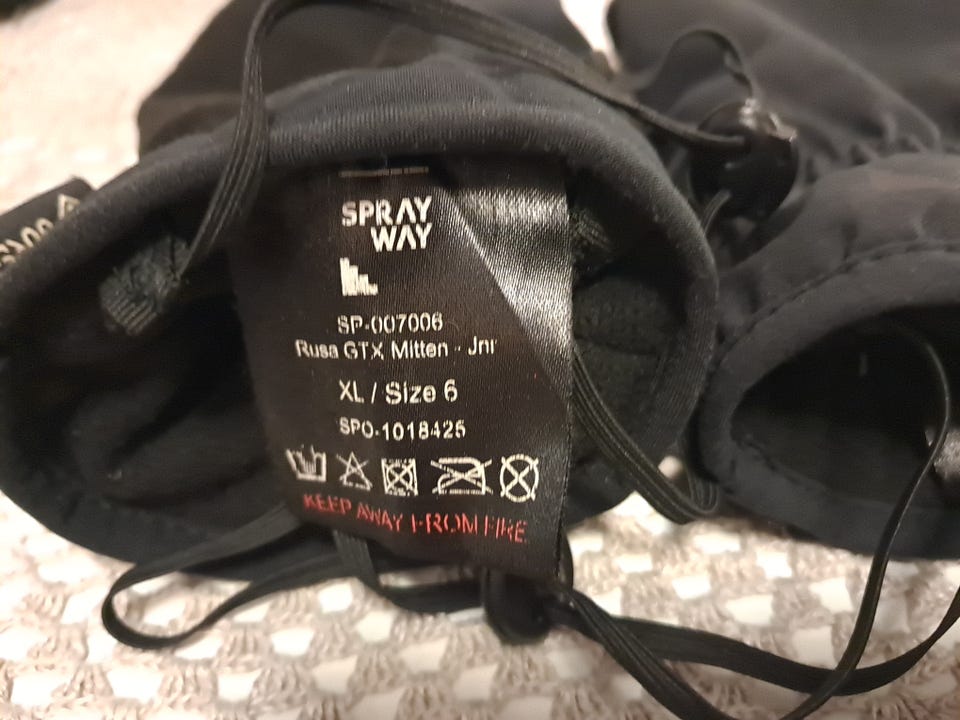 SPRAY
WAY
SP-007006
Rusa GTX Mitten - Jnr
XL / Size 6
SPO-1018425
KEEP AWAY FROM FIRE